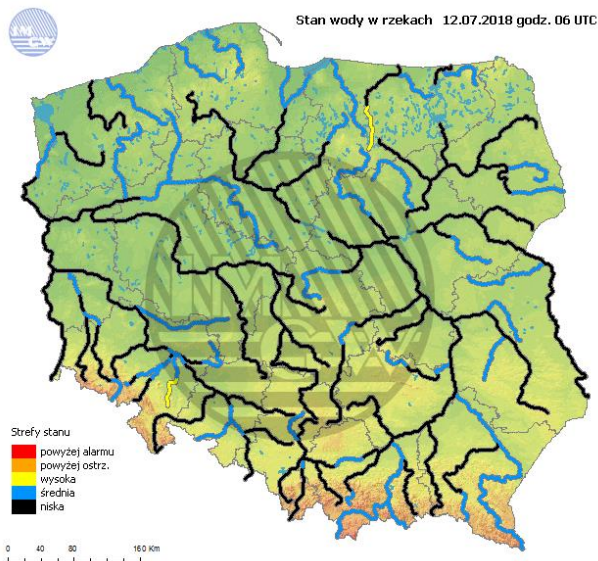 Stan wody w rzekach 12.07.2018 godz. 06 UTC
IMGW
Strefy stanu
powyżej alarmu
powyżej ostrz.
wysoka
średnia
niska
0 40 80 160 Km